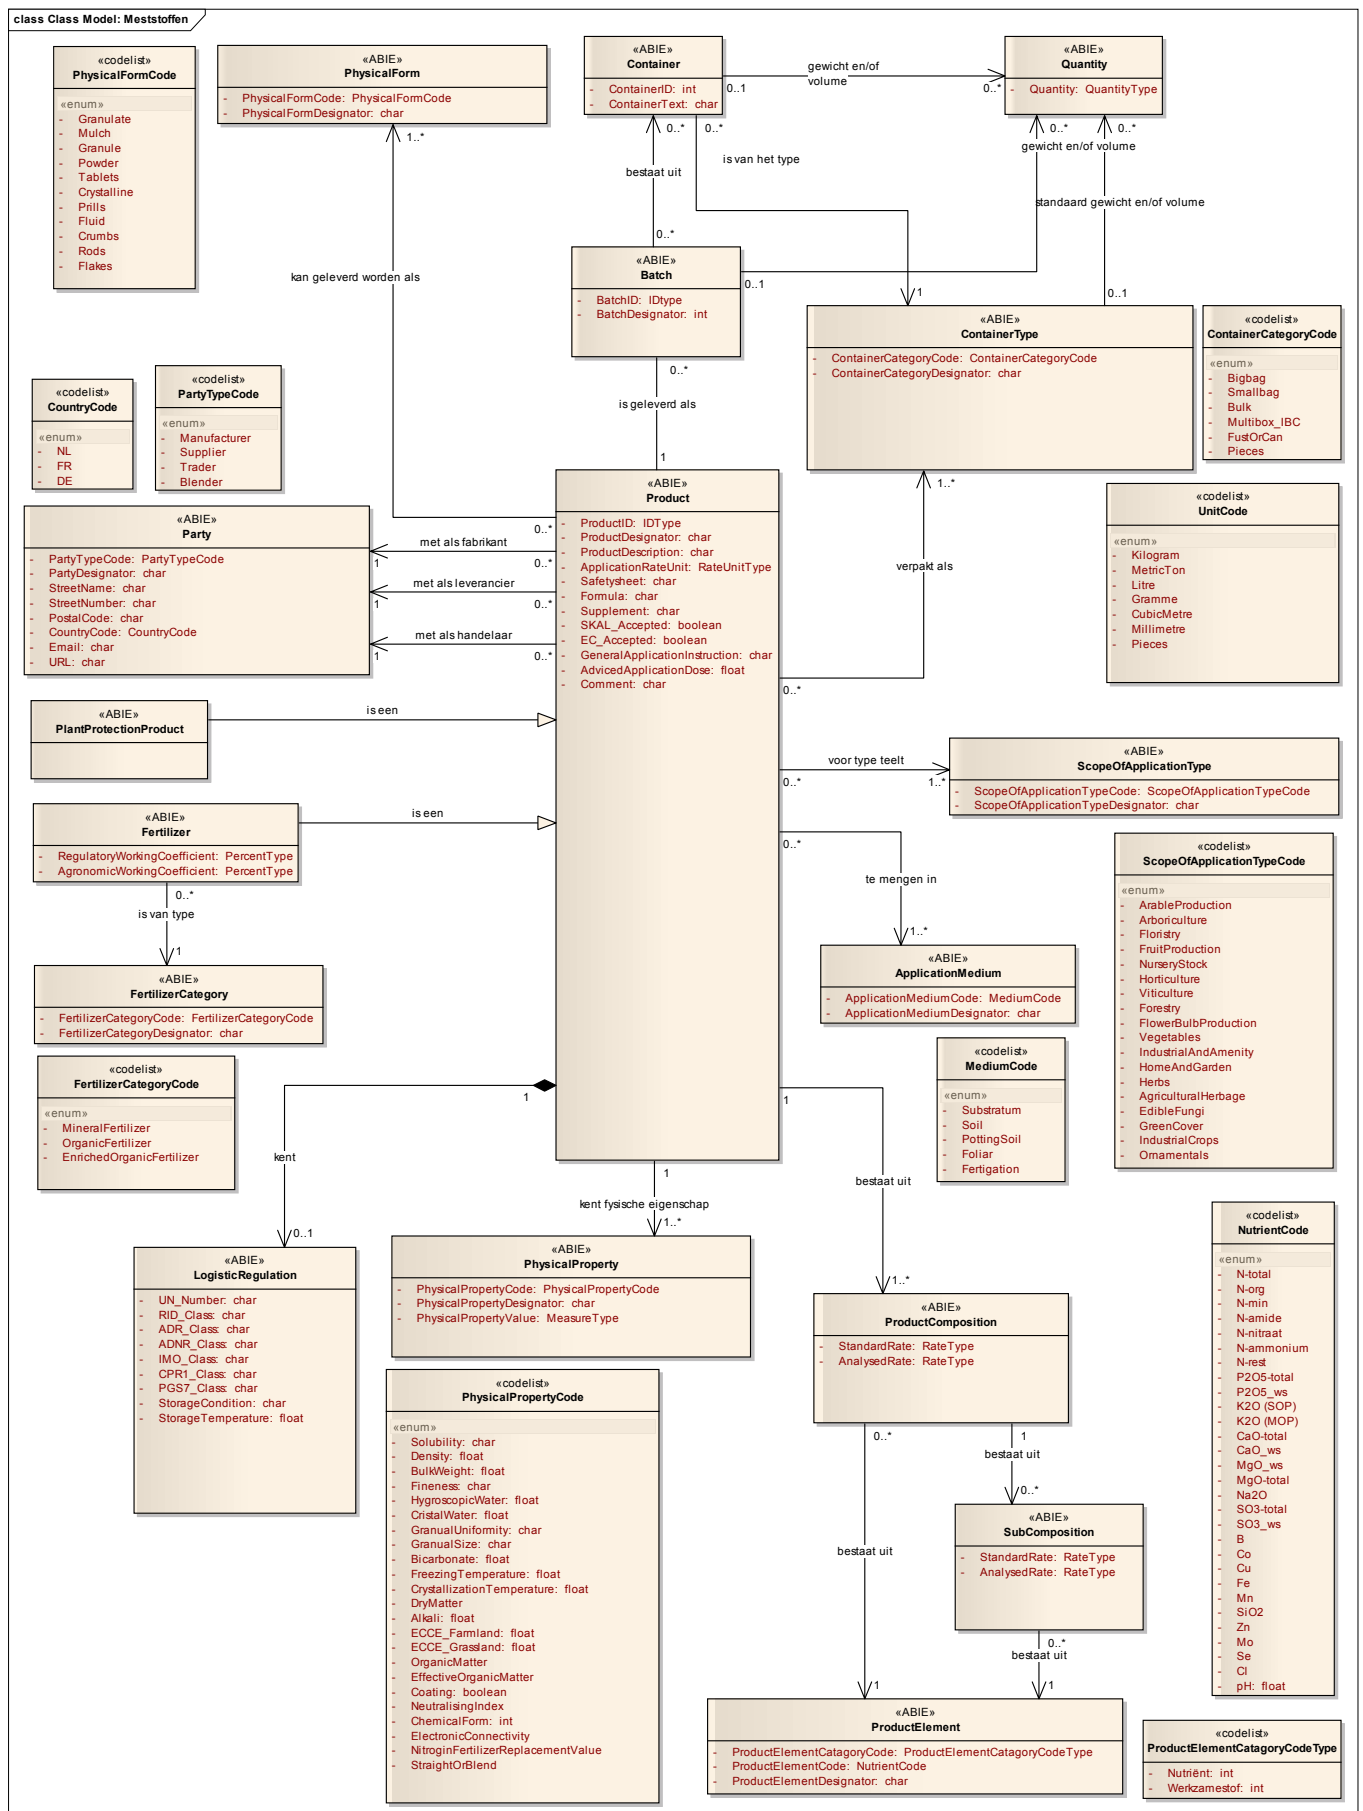 class Class Model: Meststoffen
«codelist»
PhysicalFormCode
«enum»
- Granulate
- Mulch
- Granule
- Powder
- Tablets
- Crystalline
- Prills
- Fluid
- Crumbs
- Rods
- Flakes
«ABIE»
PhysicalForm
- PhysicalFormCode: PhysicalFormCode
- PhysicalFormDesignator: char
1..*
kan geleverd worden als
0..*
«ABIE»
Container
- ContainerID: int
- ContainerText: char
gewicht en/of
volume
0..1
0..*
«ABIE»
Quantity
- Quantity: QuantityType
0..*
0..*
is van het type
bestaat uit
0..*
0..*
gewicht en/of volume
0..*
standaard gewicht en/of volume
0..1
0..1
1
«ABIE»
Batch
- BatchID: IDtype
- BatchDesignator: int
0..*
is geleverd als
1
«ABIE»
ContainerType
- ContainerCategoryCode: ContainerCategoryCode
- ContainerCategoryDesignator: char
1..*
verpakt als
0..*
«codelist»
ContainerCategoryCode
«enum»
- Bigbag
- Smallbag
- Bulk
- Multibox_IBC
- FustOrCan
- Pieces
«codelist»
CountryCode
«enum»
- NL
- FR
- DE
«codelist»
PartyTypeCode
«enum»
- Manufacturer
- Supplier
- Trader
- Blender
«codelist»
UnitCode
«enum»
- Kilogram
- MetricTon
- Litre
- Gramme
- CubicMetre
- Millimetre
- Pieces
«ABIE»
Party
- PartyTypeCode: PartyTypeCode
- PartyDesignator: char
- StreetName: char
- StreetNumber: char
- PostalCode: char
- CountryCode: CountryCode
- Email: char
- URL: char
met als fabrikant
1
0..*
met als leverancier
1
0..*
met als handelaar
1
0..*
«ABIE»
Product
- ProductID: IDType
- ProductDesignator: char
- ProductDescription: char
- ApplicationRateUnit: RateUnitType
- Safetysheet: char
- Formula: char
- Supplement: char
- SKAL_Accepted: boolean
- EC_Accepted: boolean
- GeneralApplicationInstruction: char
- AdvicedApplicationDose: float
- Comment: char
«ABIE»
PlantProtectionProduct
is een
«ABIE»
Fertilizer
- RegulatoryWorkingCoefficient: PercentType
- AgronomicWorkingCoefficient: PercentType
is een
0..*
is van type
1
«ABIE»
FertilizerCategory
- FertilizerCategoryCode: FertilizerCategoryCode
- FertilizerCategoryDesignator: char
«codelist»
FertilizerCategoryCode
«enum»
- MineralFertilizer
- OrganicFertilizer
- EnrichedOrganicFertilizer
voor type teelt
0..*
1..*
«ABIE»
ScopeOfApplicationType
- ScopeOfApplicationTypeCode: ScopeOfApplicationTypeCode
- ScopeOfApplicationTypeDesignator: char
0..*
te mengen in
1..*
«ABIE»
ApplicationMedium
- ApplicationMediumCode: MediumCode
- ApplicationMediumDesignator: char
«codelist»
ScopeOfApplicationTypeCode
«enum»
- ArableProduction
- Arboriculture
- Floristry
- FruitProduction
- NurseryStock
- Horticulture
- Viticulture
- Forestry
- FlowerBulbProduction
- Vegetables
- IndustrialAndAmenity
- HomeAndGarden
- Herbs
- AgriculturalHerbage
- EdibleFungi
- GreenCover
- IndustrialCrops
- Ornamentals
«codelist»
MediumCode
«enum»
- Substratum
- Soil
- PottingSoil
- Foliar
- Fertigation
1
kent
0..1
«ABIE»
LogisticRegulation
- UN_Number: char
- RID_Class: char
- ADR_Class: char
- ADNR_Class: char
- IMO_Class: char
- CPR1_Class: char
- PGS7_Class: char
- StorageCondition: char
- StorageTemperature: float
1
kent fysische eigenschap
1..*
«ABIE»
PhysicalProperty
- PhysicalPropertyCode: PhysicalPropertyCode
- PhysicalPropertyDesignator: char
- PhysicalPropertyValue: MeasureType
«codelist»
PhysicalPropertyCode
«enum»
- Solubility: char
- Density: float
- BulkWeight: float
- Fineness: char
- HygroscopicWater: float
- CristalWater: float
- GranualUniformity: char
- GranualSize: char
- Bicarbonate: float
- FreezingTemperature: float
- CrystallizationTemperature: float
- DryMatter
- Alkali: float
- ECCE_Farmland: float
- ECCE_Grassland: float
- OrganicMatter
- EffectiveOrganicMatter
- Coating: boolean
- NeutralisingIndex
- ChemicalForm: int
- ElectronicConnectivity
- NitroginFertilizerReplacementValue
- StraightOrBlend
1
bestaat uit
1..*
«ABIE»
ProductComposition
- StandardRate: RateType
- AnalysedRate: RateType
0..*
1
bestaat uit
0..*
«ABIE»
SubComposition
- StandardRate: RateType
- AnalysedRate: RateType
bestaat uit
0..*
bestaat uit
1
1
«ABIE»
ProductElement
- ProductElementCatagoryCode: ProductElementCatagoryCodeType
- ProductElementCode: NutrientCode
- ProductElementDesignator: char
«codelist»
NutrientCode
«enum»
- N-total
- N-org
- N-min
- N-amide
- N-nitraat
- N-ammonium
- N-rest
- P2O5-total
- P2O5_ws
- K2O (SOP)
- K2O (MOP)
- CaO-total
- CaO_ws
- MgO_ws
- MgO-total
- Na2O
- SO3-total
- SO3_ws
- B
- Co
- Cu
- Fe
- Mn
- SiO2
- Zn
- Mo
- Se
- Cl
- pH: float
«codelist»
ProductElementCatagoryCodeType
- Nutriënt: int
- Werkzamestof: int